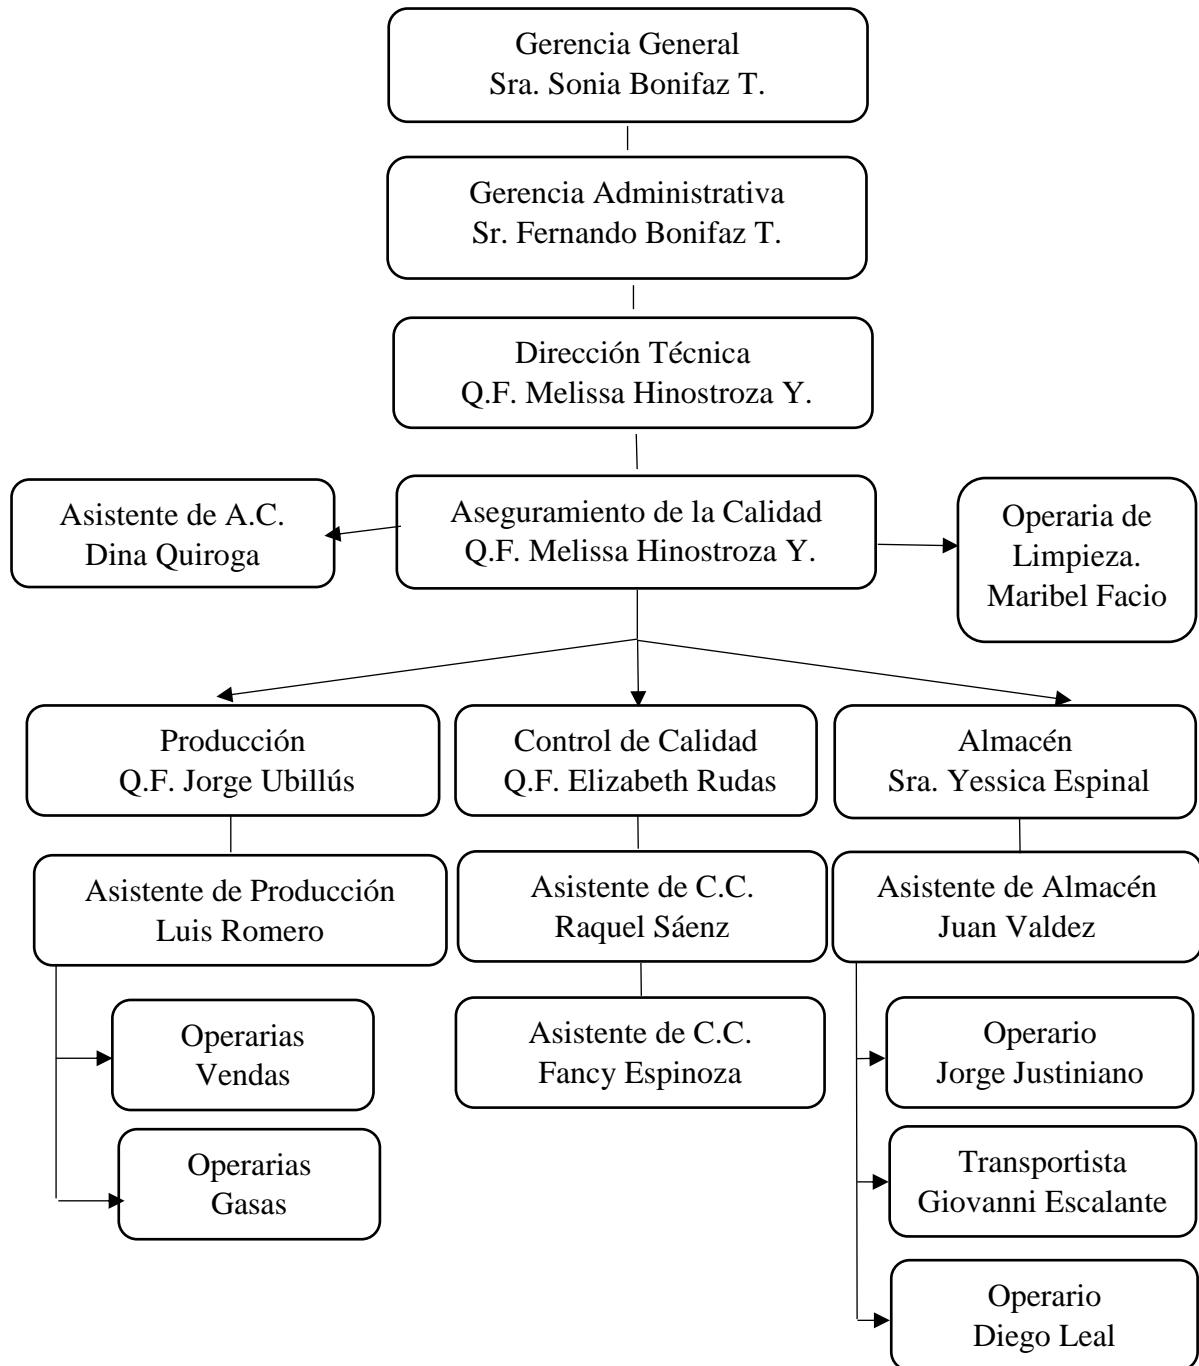 Gerencia General
Sra. Sonia Bonifaz T.
Gerencia Administrativa
Sr. Fernando Bonifaz T.
Dirección Técnica
Q.F. Melissa Hinostroza Y.
Asistente de A.C.
Dina Quiroga
Aseguramiento de la Calidad
Q.F. Melissa Hinostroza Y.
Operaria de
Limpieza.
Maribel Facio
Producción
Q.F. Jorge Ubillús
Control de Calidad
Q.F. Elizabeth Rudas
Almacén
Sra. Yessica Espinal
Asistente de Producción
Luis Romero
Asistente de C.C.
Raquel Sáenz
Asistente de Almacén
Juan Valdez
Operarias
Vendas
Asistente de C.C.
Fancy Espinoza
Operario
Jorge Justiniano
Operarias
Gasas
Transportista
Giovanni Escalante
Operario
Diego Leal